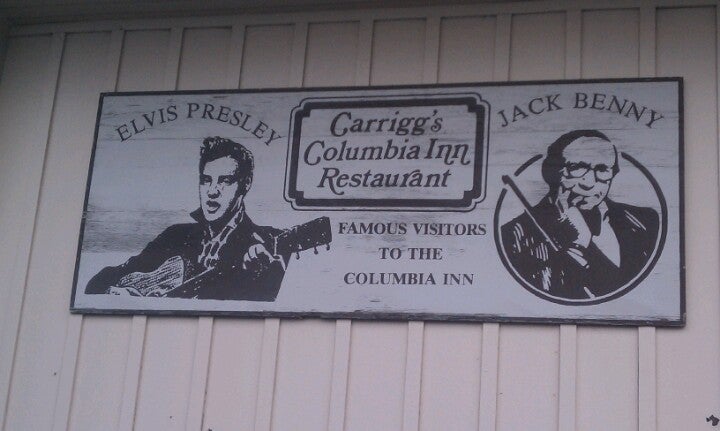 ELVIS PRESLEY
Carrigg's
Columbia Inn
Restaurant
JACK BENNY
FAMOUS VISITORS
TO THE
COLUMBIA INN